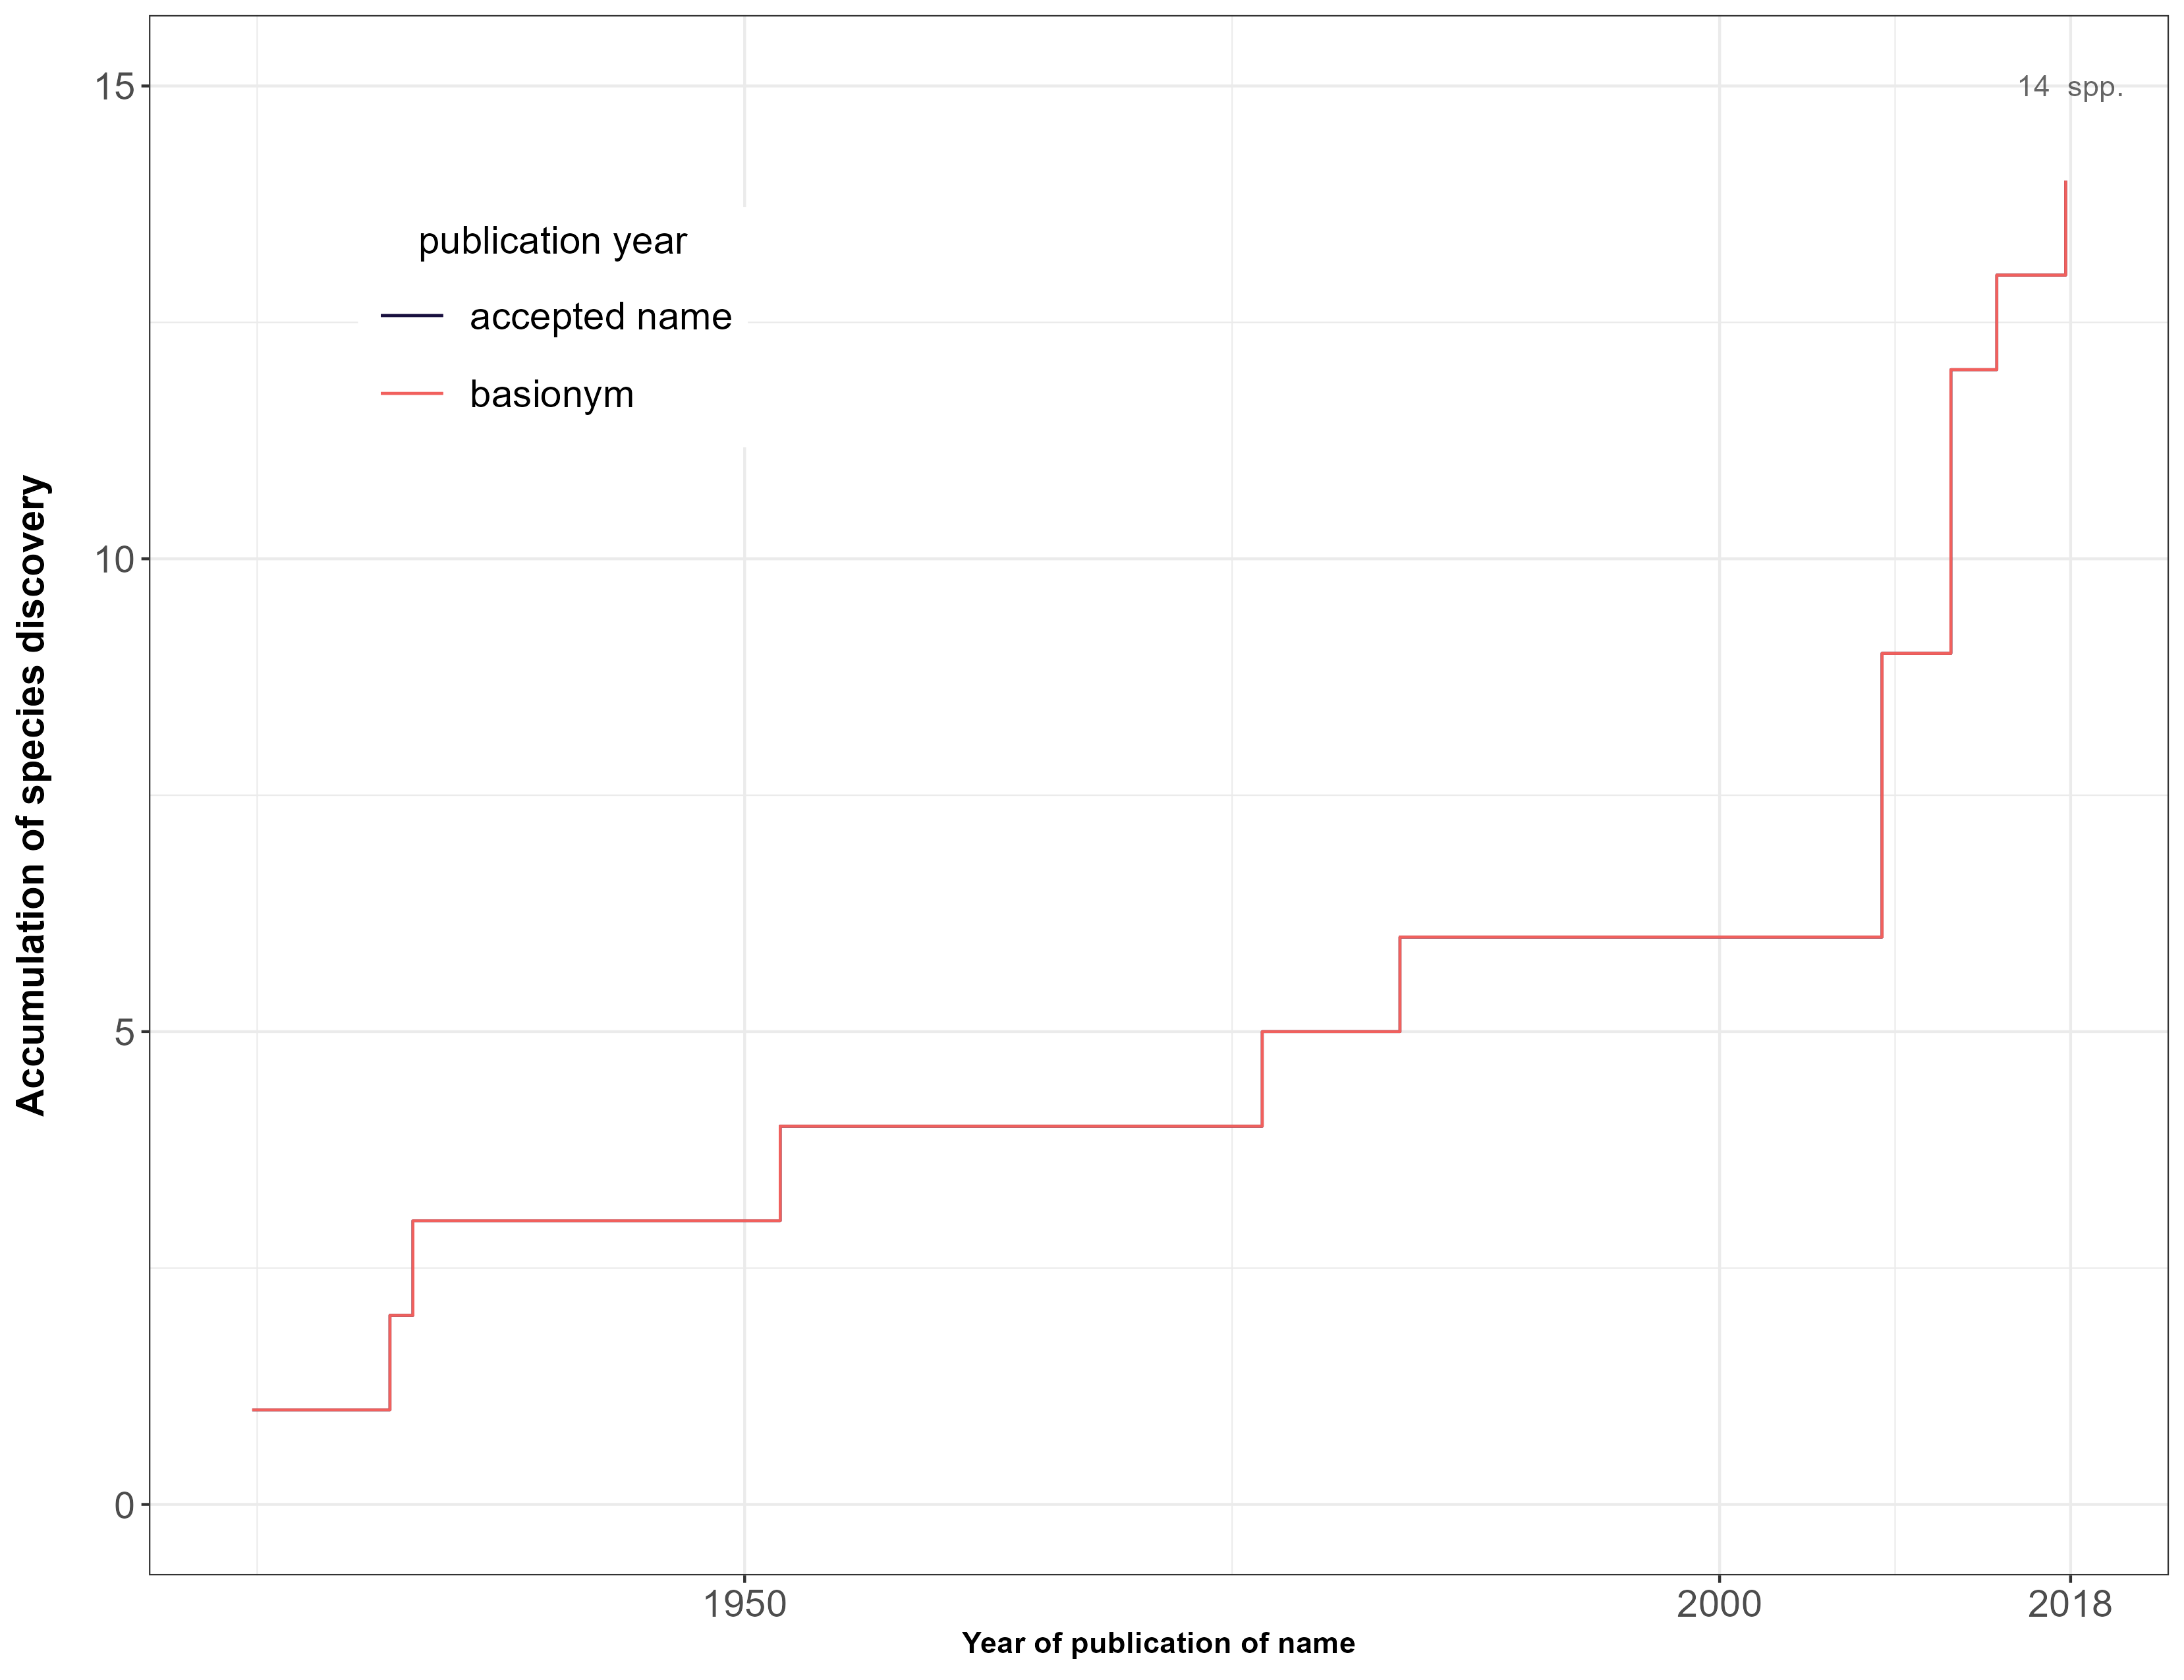 15
14 spp.
publication year
accepted name
basionym
10
5
0
Accumulation of species discovery
1950
2000
2018
Year of publication of name